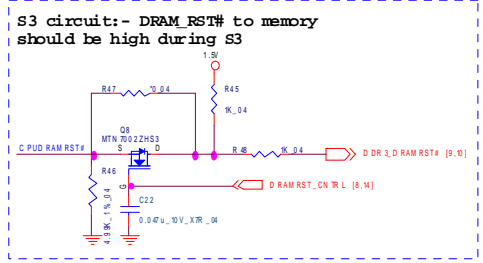 S3 circuit:- DRAM_RST# to memory
should be high during S3
1.5V
R47
*0_04
R45
1K_04
Q8
MTN7002ZHS3
CPUDRAMRST#
S
D
R48
1K_04
DDR3_DRAMRST# [9,10]
R46
4.99K_1%_04
G
DRAMRST_CNTRL [8,14]
C22
0.047u_10V_X7R_04